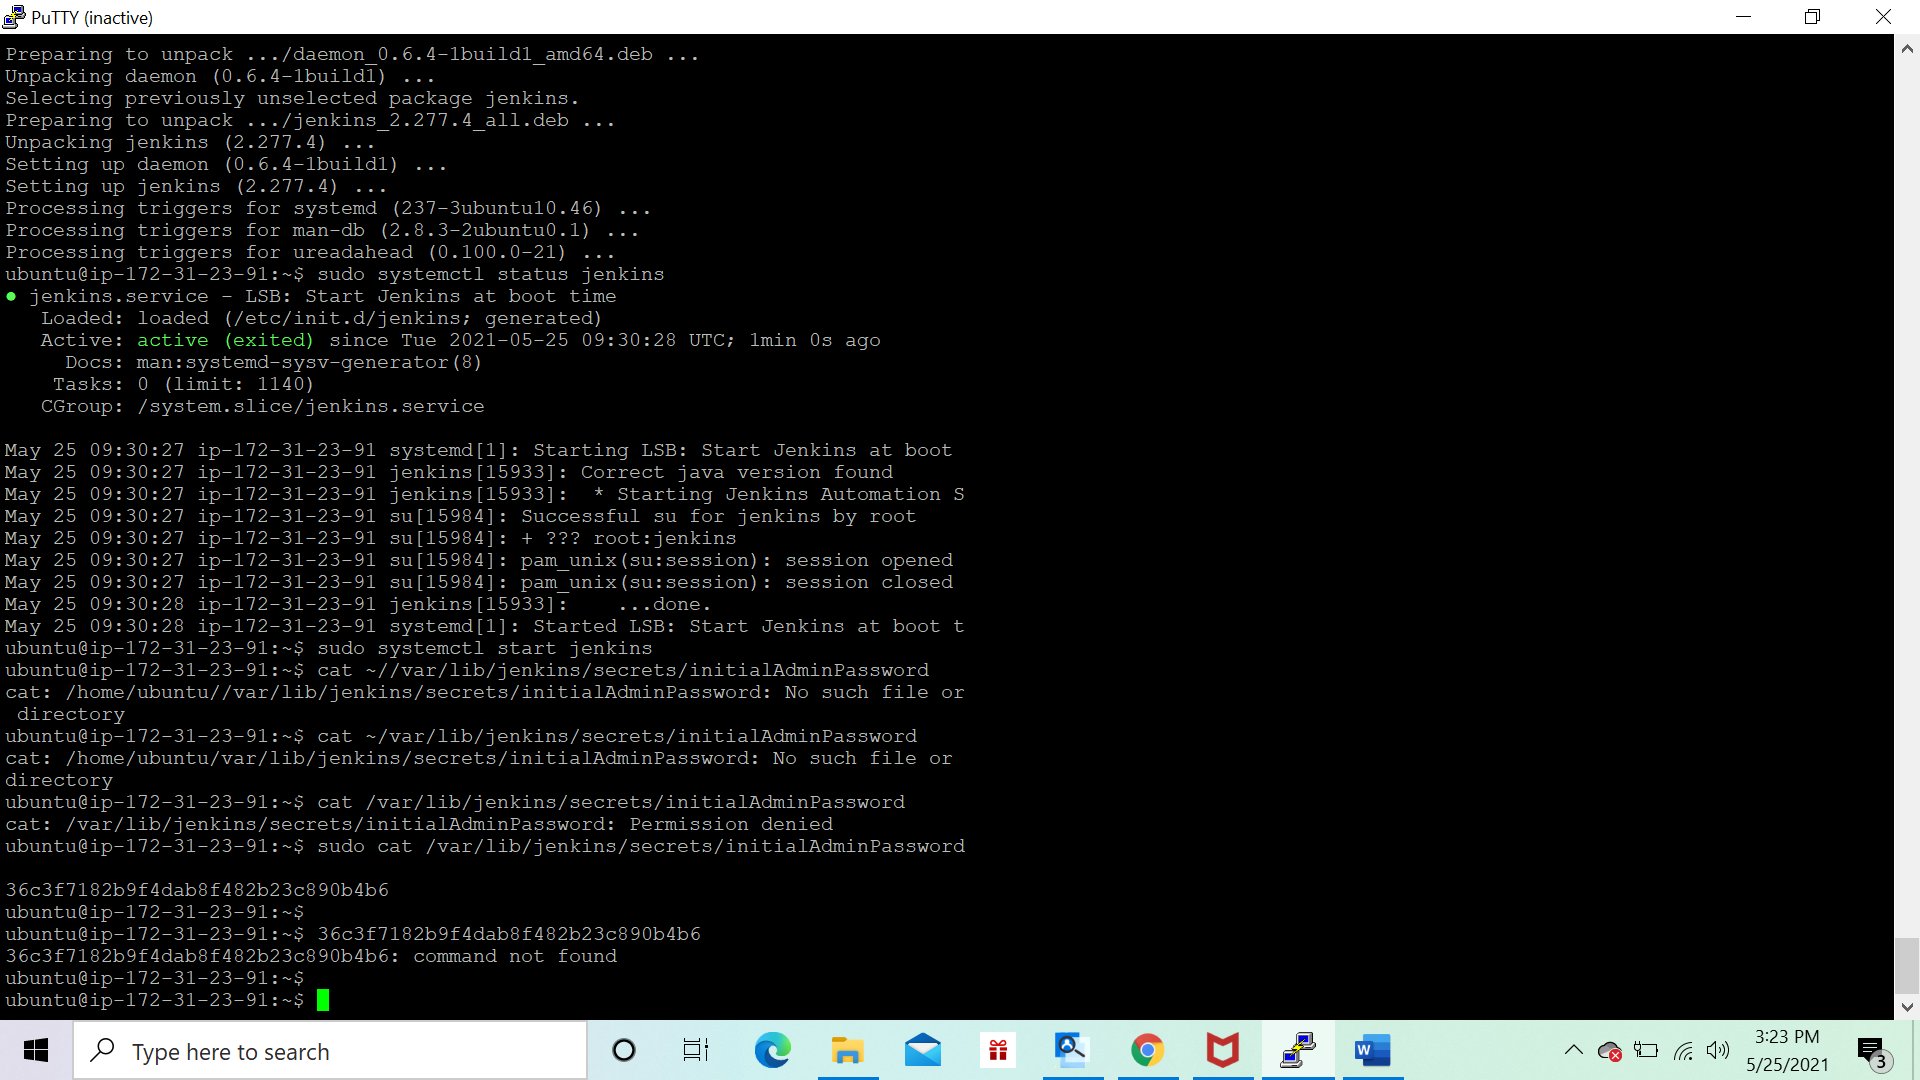 PuTTY (inactive)
Preparing to unpack .../daemon_0.6.4-1build1_amd64.deb ...
Unpacking daemon (0.6.4-1build1) ...
Selecting previously unselected package jenkins.
Preparing to unpack .../jenkins_2.277.4_all.deb ...
Unpacking jenkins (2.277.4) ...
Setting up daemon (0.6.4-1build1) ...
Setting up jenkins (2.277.4) ...
Processing triggers for systemd (237-3ubuntu10.46) ...
Processing triggers for man-db (2.8.3-2ubuntu0.1) ...
Processing triggers for ureadahead (0.100.0-21) ...
ubuntu@ip-172-31-23-91:~$ sudo systemctl status jenkins
● jenkins.service - LSB: Start Jenkins at boot time
   Loaded: loaded (/etc/init.d/jenkins; generated)
   Active: active (exited) since Tue 2021-05-25 09:30:28 UTC; 1min 0s ago
     Docs: man:systemd-sysv-generator(8)
    Tasks: 0 (limit: 1140)
   CGroup: /system.slice/jenkins.service
May 25 09:30:27 ip-172-31-23-91 systemd[1]: Starting LSB: Start Jenkins at boot
May 25 09:30:27 ip-172-31-23-91 jenkins[15933]: Correct java version found
May 25 09:30:27 ip-172-31-23-91 jenkins[15933]:  * Starting Jenkins Automation S
May 25 09:30:27 ip-172-31-23-91 su[15984]: Successful su for jenkins by root
May 25 09:30:27 ip-172-31-23-91 su[15984]: + ??? root:jenkins
May 25 09:30:27 ip-172-31-23-91 su[15984]: pam_unix(su:session): session opened
May 25 09:30:27 ip-172-31-23-91 su[15984]: pam_unix(su:session): session closed
May 25 09:30:28 ip-172-31-23-91 jenkins[15933]:    ...done.
May 25 09:30:28 ip-172-31-23-91 systemd[1]: Started LSB: Start Jenkins at boot t
ubuntu@ip-172-31-23-91:~$ sudo systemctl start jenkins
ubuntu@ip-172-31-23-91:~$ cat ~//var/lib/jenkins/secrets/initialAdminPassword
cat: /home/ubuntu//var/lib/jenkins/secrets/initialAdminPassword: No such file or
 directory
ubuntu@ip-172-31-23-91:~$ cat ~/var/lib/jenkins/secrets/initialAdminPassword
cat: /home/ubuntu/var/lib/jenkins/secrets/initialAdminPassword: No such file or
directory
ubuntu@ip-172-31-23-91:~$ cat /var/lib/jenkins/secrets/initialAdminPassword
cat: /var/lib/jenkins/secrets/initialAdminPassword: Permission denied
ubuntu@ip-172-31-23-91:~$ sudo cat /var/lib/jenkins/secrets/initialAdminPassword
36c3f7182b9f4dab8f482b23c890b4b6
ubuntu@ip-172-31-23-91:~$
ubuntu@ip-172-31-23-91:~$ 36c3f7182b9f4dab8f482b23c890b4b6
36c3f7182b9f4dab8f482b23c890b4b6: command not found
ubuntu@ip-172-31-23-91:~$
ubuntu@ip-172-31-23-91:~$
Type here to search
W
3:23 PM
5/25/2021
3